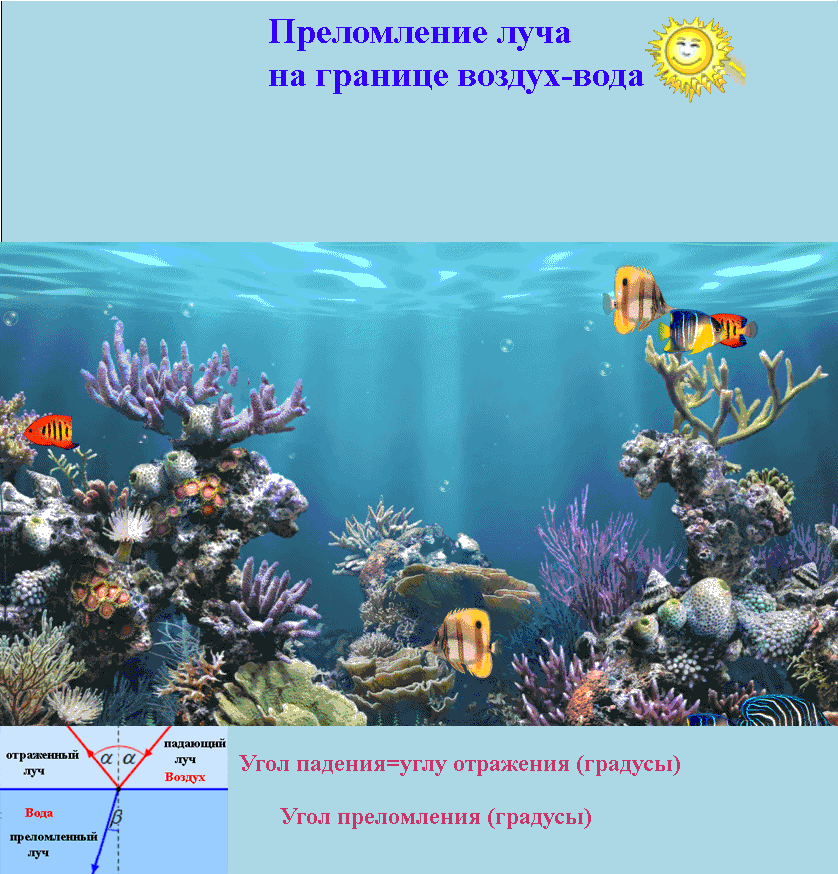 Преломление луча
на границе воздух-вода
отраженный
луч
α α
падающий
луч
Воздух
Вода
β
преломленный
луч
Угол падения=углу отражения (градусы)
Угол преломления (градусы)